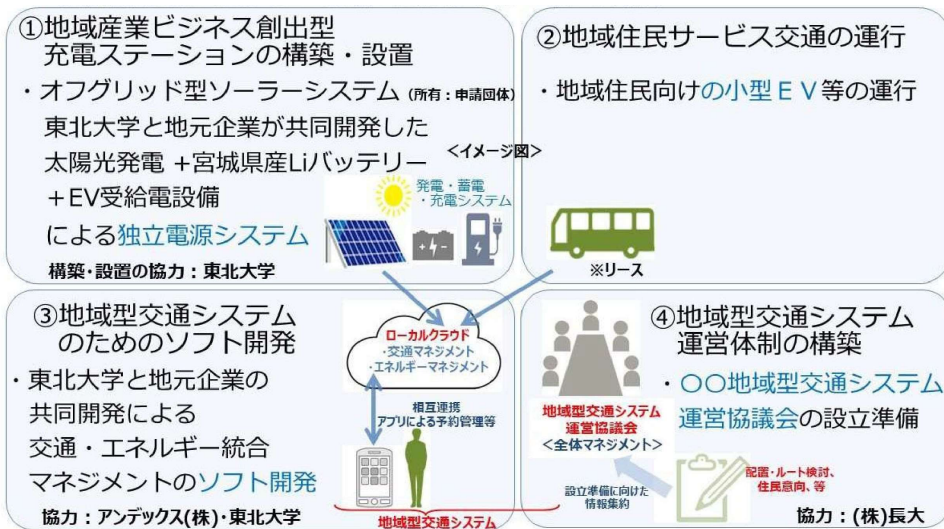 ①地域産業ビジネス創出型
充電ステーションの構築・設置
・オフグリッド型ソーラーシステム（所有：申請団体）
東北大学と地元企業が共同開発した
太陽光発電 +宮城県産Liバッテリー
+EV受給電設備
による独立電源システム
構築・設置の協力：東北大学
＜イメージ図＞
発電・蓄電
・充電システム
②地域住民サービス交通の運行
・地域住民向けの小型ＥＶ等の運行
※リース
③地域型交通システム
のためのソフト開発
・東北大学と地元企業の
共同開発による
交通・エネルギー統合
マネジメントのソフト開発
協力：アンデックス(株)・東北大学
ローカルクラウド
・交通マネジメント
・エネルギーマネジメント
相互連携
アプリによる予約管理等
地域型交通システム
④地域型交通システム
運営体制の構築
・〇〇地域型交通システム
運営協議会の設立準備
地域型交通システム
運営協議会
＜全体マネジメント＞
設立準備に向けた
情報集約
配置・ルート検討、
住民意向、等
協力：(株)長大